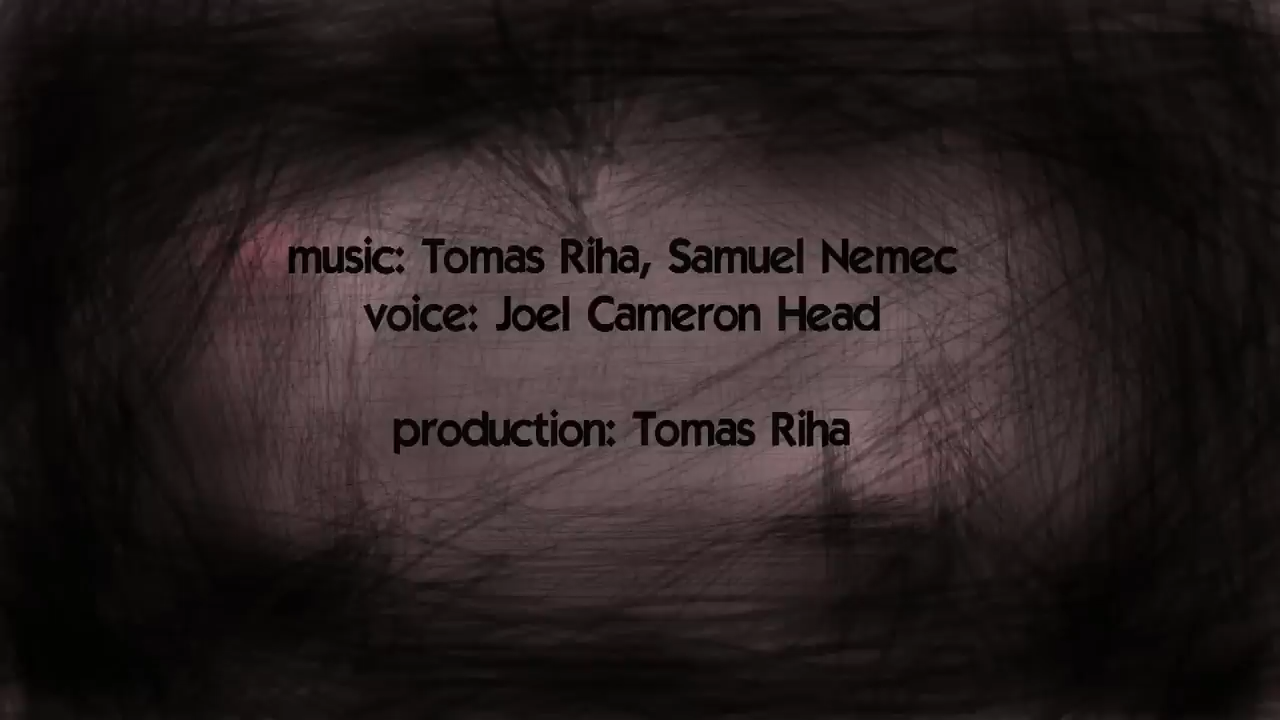 music: Tomas Riha, Samuel Nemec
voice: Joel Cameron Head
production: Tomas Riha